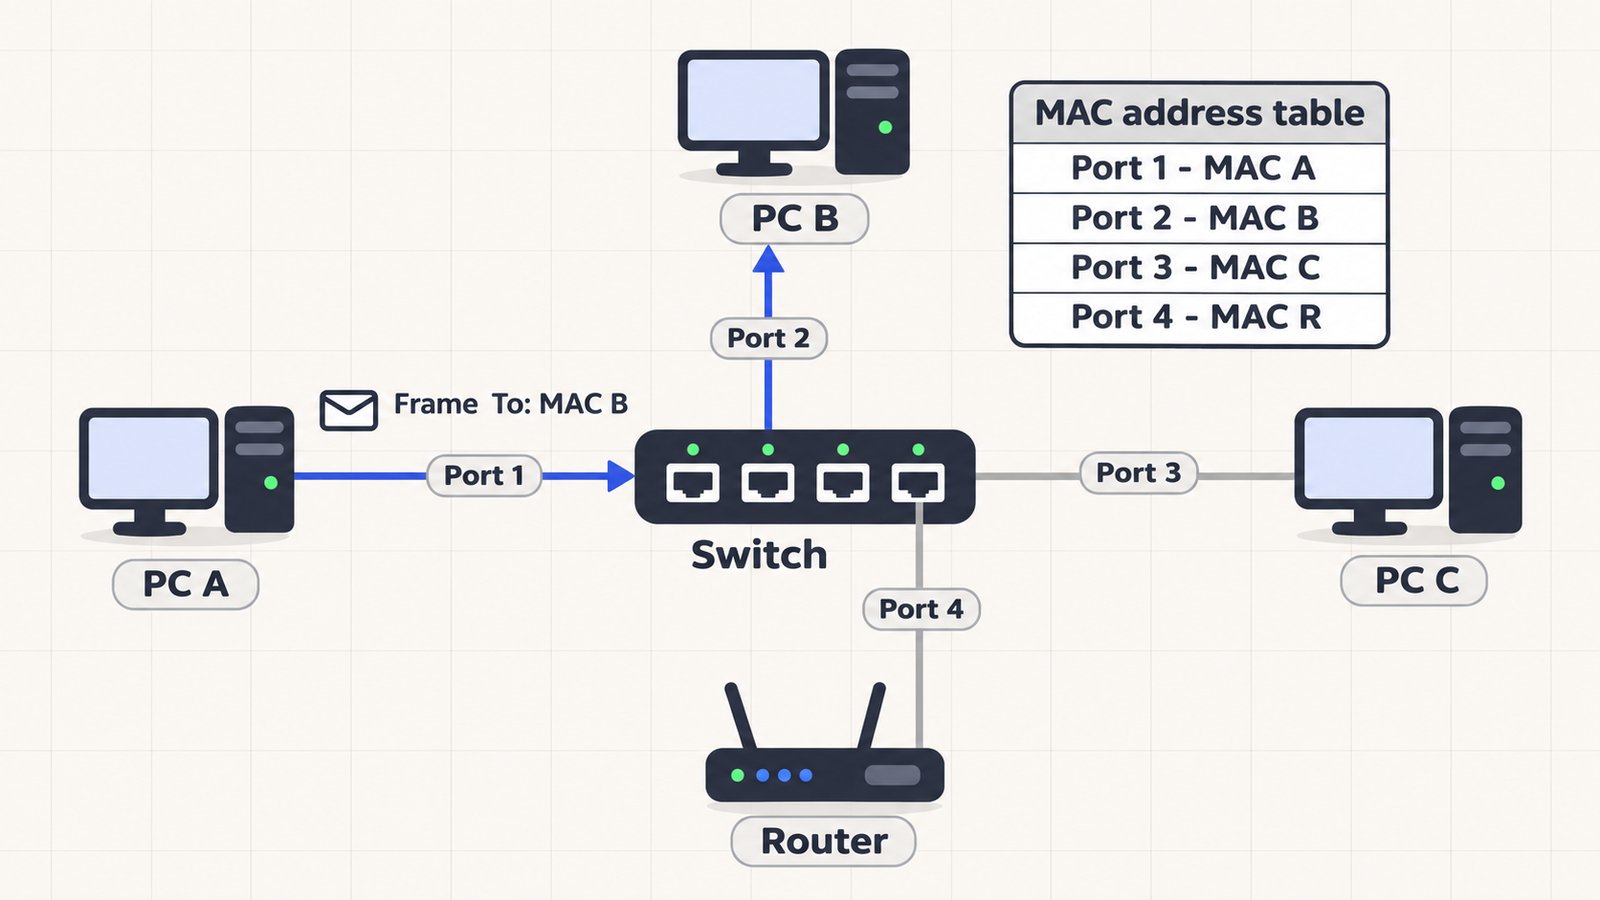 PC B
MAC address table
Port 1 - MAC A
Port 2 - MAC B
Port 3 - MAC C
Port 4 - MAC R
Port 2
Frame To: MAC B
Port 1
Port 3
Switch
PC A
PC C
Port 4
Router